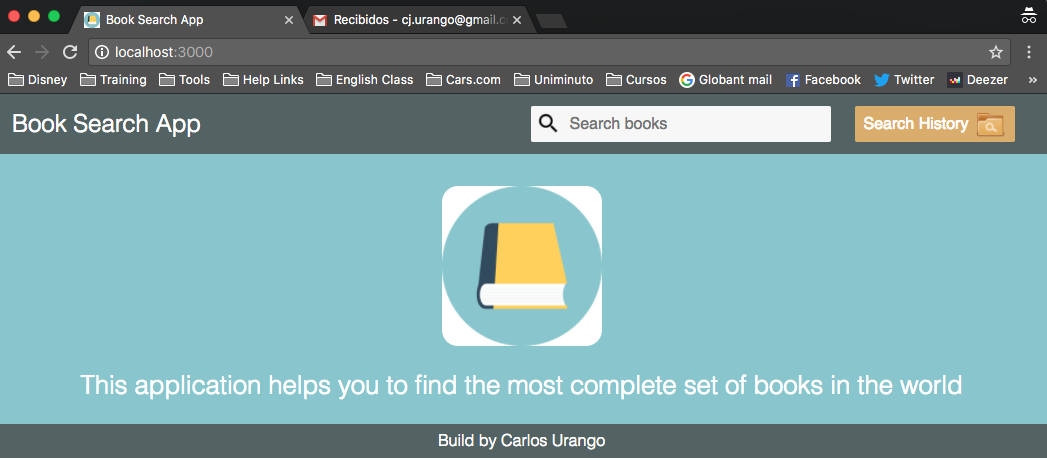 Book Search App
Recibidos - cj.urango@gmail.c
localhost:3000
Disney Training Tools Help Links English Class Cars.com Uniminuto Cursos Globant mail Facebook Twitter Deezer »
Book Search App Search books Search History
This application helps you to find the most complete set of books in the world
Build by Carlos Urango